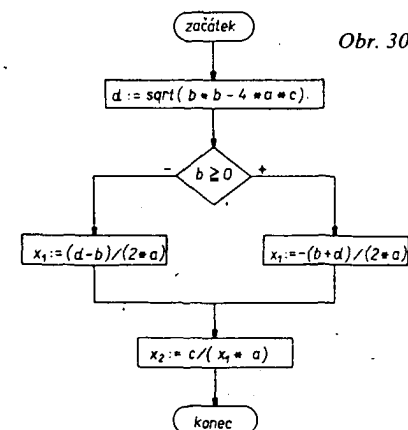 začátek
Obr. 30
d := sqrt( b * b - 4 * a * c ).
- b ≧ 0 +
x₁ := (d-b)/(2*a)
x₁ := -(b+d)/(2*a)
x₂ := c/( x₁ * a)
konec